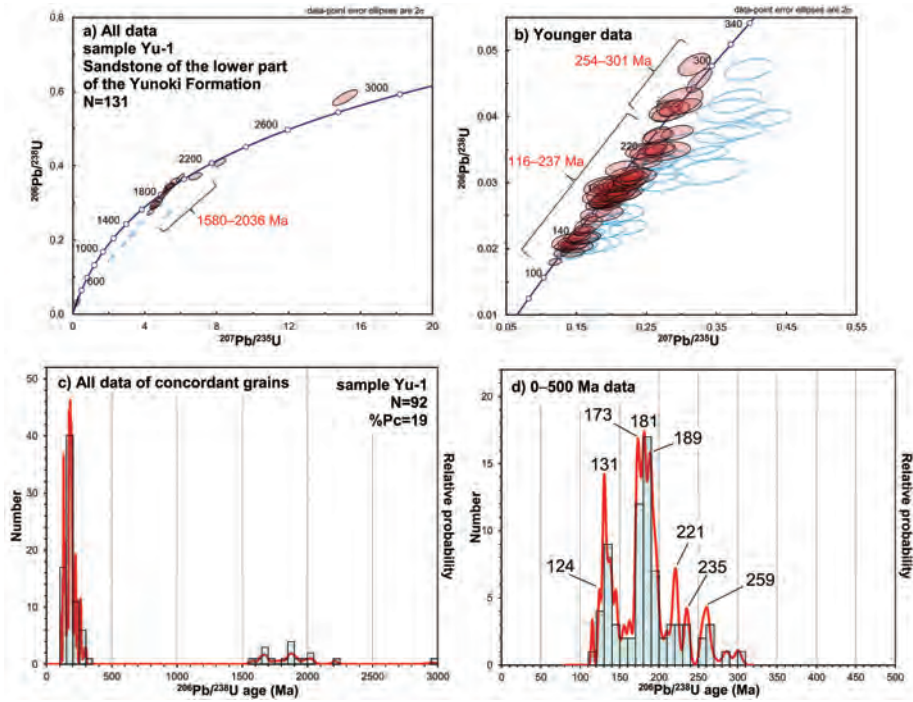 data-point error ellipses are 2σ
a) All data
sample Yu-1
Sandstone of the lower part
of the Yunoki Formation
N=131
0.8
0.6
0.4
0.2
0.0
206Pb/238U
600
1000
1400
1800
2200
2600
3000
1580–2036 Ma
0
4
8
12
16
20
207Pb/235U
data-point error ellipses are 2σ
b) Younger data
340
300
254–301 Ma
220
116–237 Ma
140
100
0.05
0.04
0.03
0.02
0.01
206Pb/238U
0.05
0.15
0.25
0.35
0.45
0.55
207Pb/235U
c) All data of concordant grains
sample Yu-1
N=92
%Pc=19
50
40
30
20
10
0
Number
Relative probability
0
500
1000
1500
2000
2500
3000
206Pb/238U age (Ma)
d) 0–500 Ma data
173
181
189
131
124
221
235
259
20
15
10
5
0
Number
Relative probability
0
50
100
150
200
250
300
350
400
450
500
206Pb/238U age (Ma)